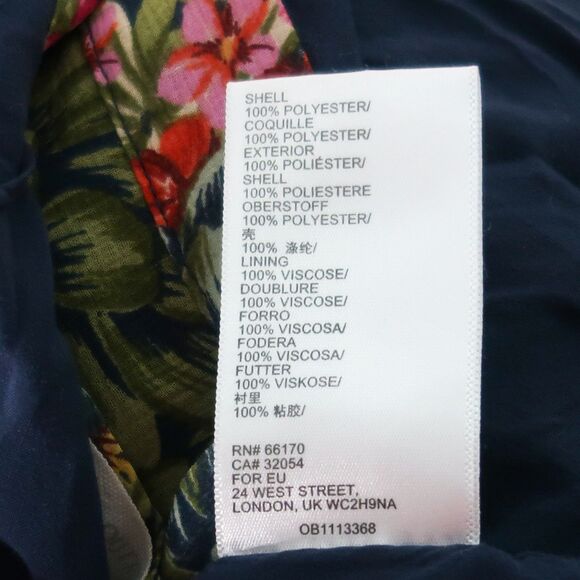 SHELL
100% POLYESTER/
COQUILLE
100% POLYESTER/
EXTERIOR
100% POLIÉSTER/
SHELL
100% POLIESTERE
OBERSTOFF
100% POLYESTER/
壳
100% 涤纶/
LINING
100% VISCOSE/
DOUBLURE
100% VISCOSE/
FORRO
100% VISCOSA/
FODERA
100% VISCOSA/
FUTTER
100% VISKOSE/
衬里
100% 粘胶/
RN# 66170
CA# 32054
FOR EU
24 WEST STREET,
LONDON, UK WC2H9NA
OB1113368